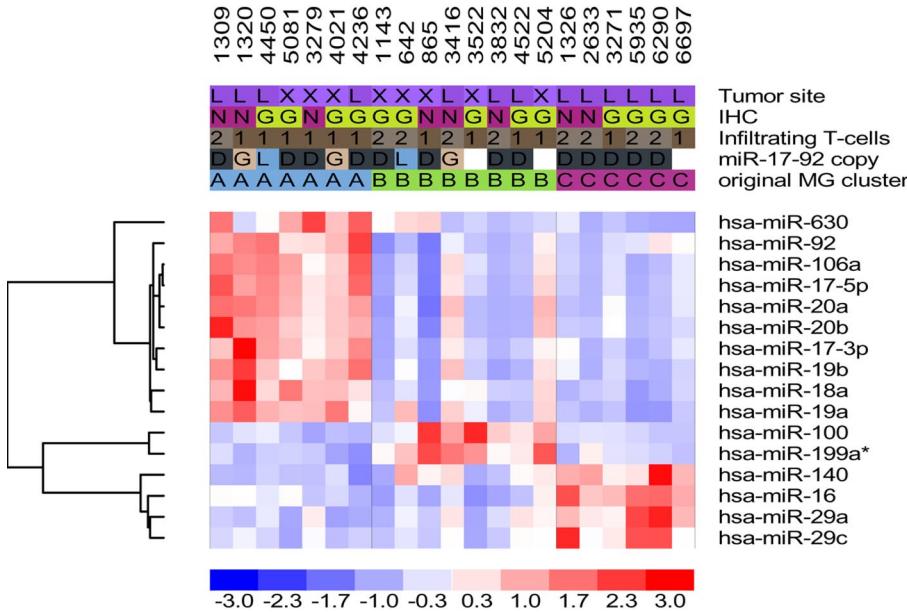 1309 1320 4450 5081 3279 4021 4236 1143 642 865 3416 3522 3832 4522 5204 1326 2633 3271 5935 6290 6697
L L L X X X L X X X L X L L X L L L L L L Tumor site
N N G G N G G G G N N G N G G N N G G G G IHC
2 1 1 1 1 1 1 2 2 1 2 1 2 1 1 2 2 1 2 2 1 Infiltrating T-cells
D G L D D G D D L D G D D D D D D D miR-17-92 copy
A A A A A A A B B B B B B B B C C C C C C original MG cluster
hsa-miR-630
hsa-miR-92
hsa-miR-106a
hsa-miR-17-5p
hsa-miR-20a
hsa-miR-20b
hsa-miR-17-3p
hsa-miR-19b
hsa-miR-18a
hsa-miR-19a
hsa-miR-100
hsa-miR-199a*
hsa-miR-140
hsa-miR-16
hsa-miR-29a
hsa-miR-29c
-3.0 -2.3 -1.7 -1.0 -0.3 0.3 1.0 1.7 2.3 3.0